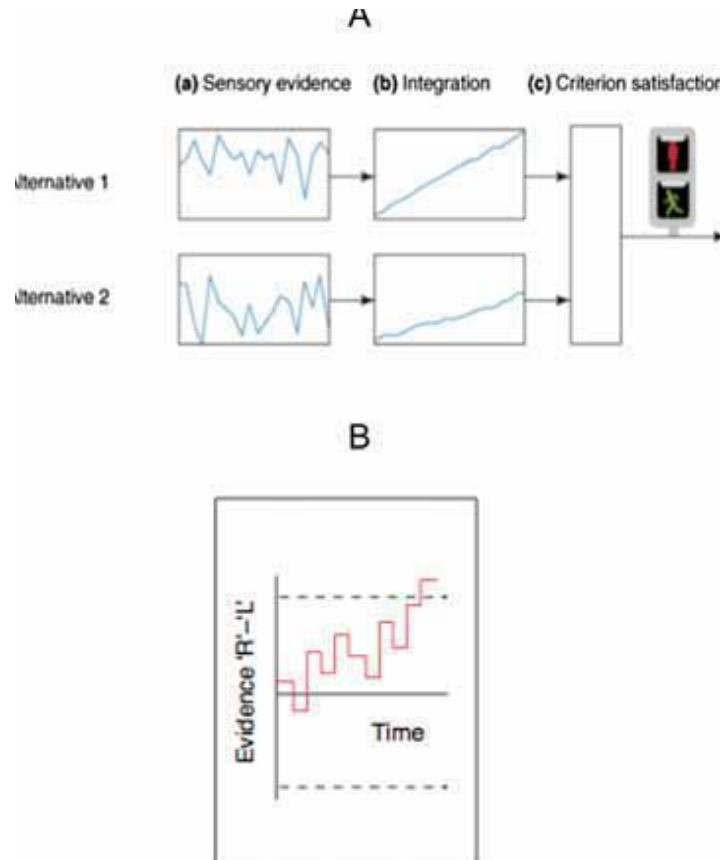 A
(a) Sensory evidence (b) Integration (c) Criterion satisfaction
lternative 1
lternative 2
B
Evidence 'R'–'L'
Time